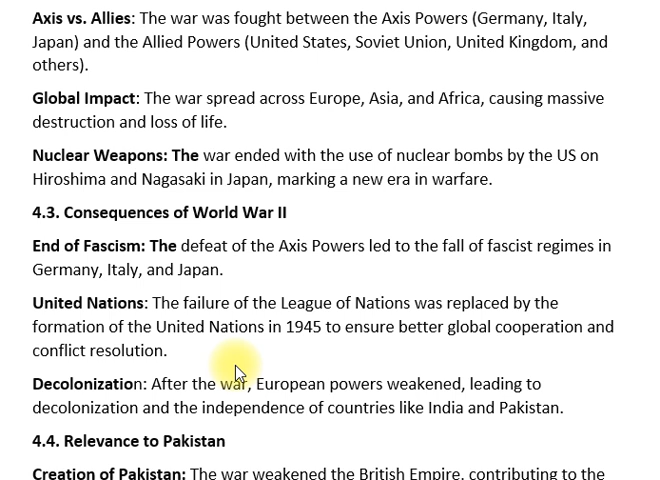 Axis vs. Allies: The war was fought between the Axis Powers (Germany, Italy,
Japan) and the Allied Powers (United States, Soviet Union, United Kingdom, and
others).
Global Impact: The war spread across Europe, Asia, and Africa, causing massive
destruction and loss of life.
Nuclear Weapons: The war ended with the use of nuclear bombs by the US on
Hiroshima and Nagasaki in Japan, marking a new era in warfare.
4.3. Consequences of World War II
End of Fascism: The defeat of the Axis Powers led to the fall of fascist regimes in
Germany, Italy, and Japan.
United Nations: The failure of the League of Nations was replaced by the
formation of the United Nations in 1945 to ensure better global cooperation and
conflict resolution.
Decolonization: After the war, European powers weakened, leading to
decolonization and the independence of countries like India and Pakistan.
4.4. Relevance to Pakistan
Creation of Pakistan: The war weakened the British Empire, contributing to the